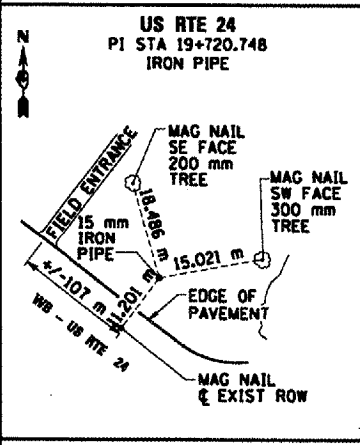 US RTE 24
PI STA 19+720.748
IRON PIPE
N
MAG NAIL
SE FACE
200 mm
TREE
FIELD ENTRANCE
18.486 m
MAG NAIL
SW FACE
300 mm
TREE
15 mm
IRON
PIPE
15.021 m
+/-107 m
11.201 m
EDGE OF
PAVEMENT
WB - US RTE 24
MAG NAIL
℄ EXIST ROW